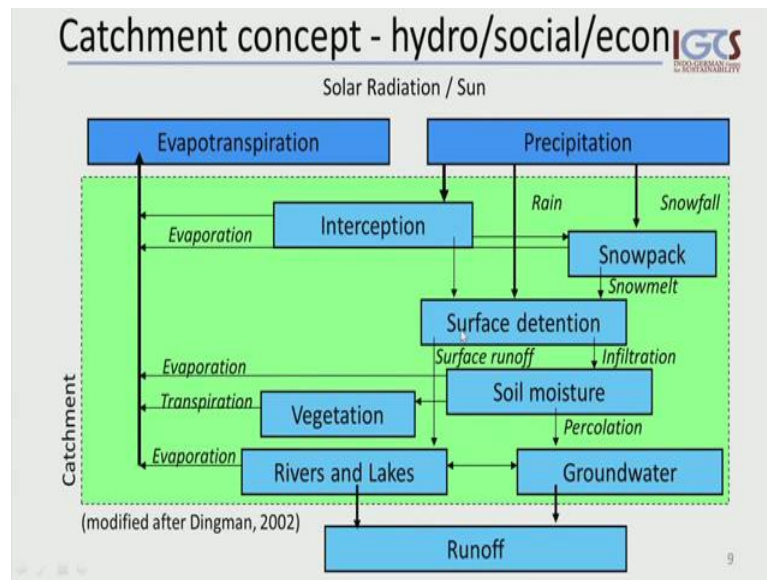 Catchment concept - hydro/social/econ
IGCS
INDO-GERMAN Centre
for SUSTAINABILITY
Solar Radiation / Sun
Evapotranspiration
Precipitation
Interception
Rain
Snowfall
Evaporation
Snowpack
Snowmelt
Surface detention
Surface runoff
Infiltration
Evaporation
Soil moisture
Transpiration
Vegetation
Percolation
Evaporation
Rivers and Lakes
Groundwater
Catchment
(modified after Dingman, 2002)
Runoff
9